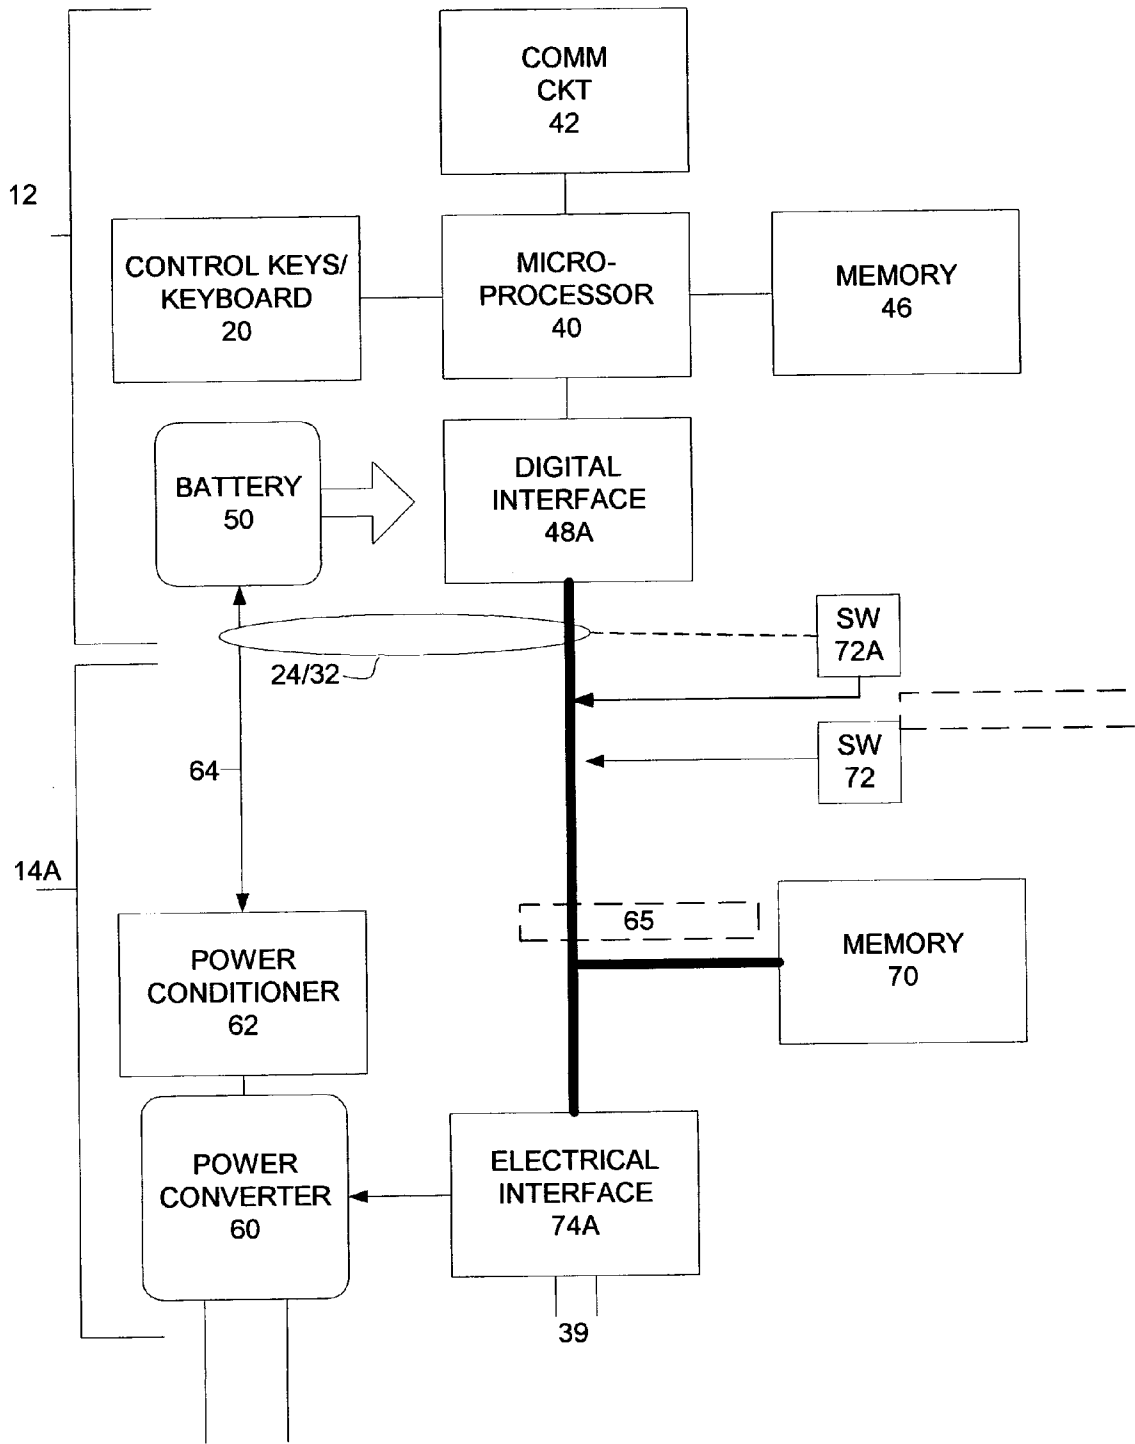 COMM
CKT
42
12
CONTROL KEYS/
KEYBOARD
20
MICRO-
PROCESSOR
40
MEMORY
46
BATTERY
50
DIGITAL
INTERFACE
48A
SW
72A
24/32
SW
72
64
14A
65
MEMORY
70
POWER
CONDITIONER
62
POWER
CONVERTER
60
ELECTRICAL
INTERFACE
74A
39